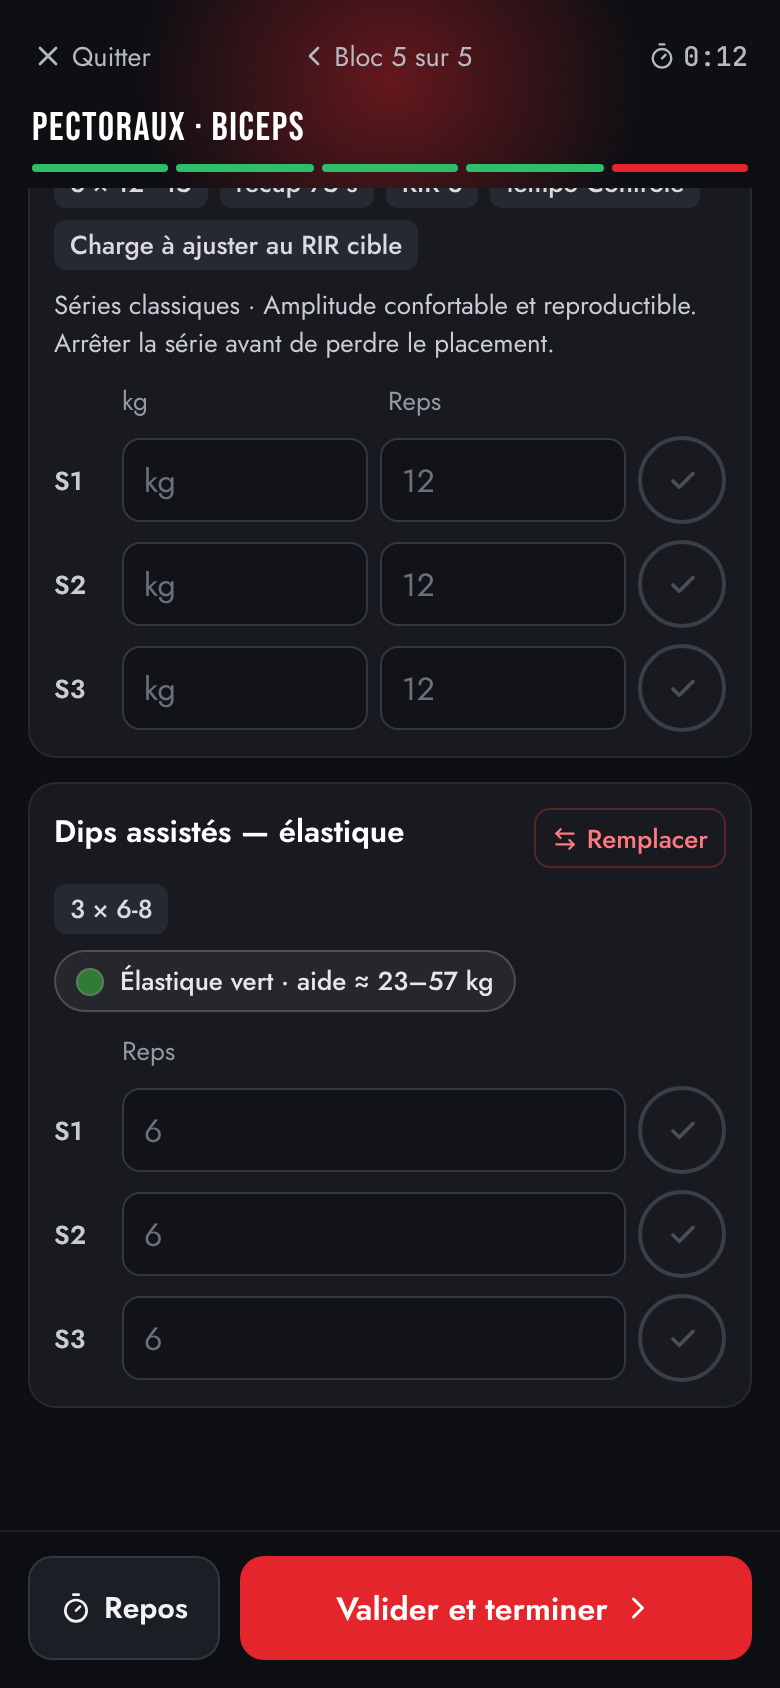 Quitter
Bloc 5 sur 5
0:12
PECTORAUX · BICEPS
Charge à ajuster au RIR cible
Séries classiques · Amplitude confortable et reproductible.
Arrêter la série avant de perdre le placement.
kg Reps
S1 kg 12
S2 kg 12
S3 kg 12
Dips assistés — élastique
Remplacer
3 × 6-8
Élastique vert · aide ≈ 23–57 kg
Reps
S1 6
S2 6
S3 6
Repos
Valider et terminer